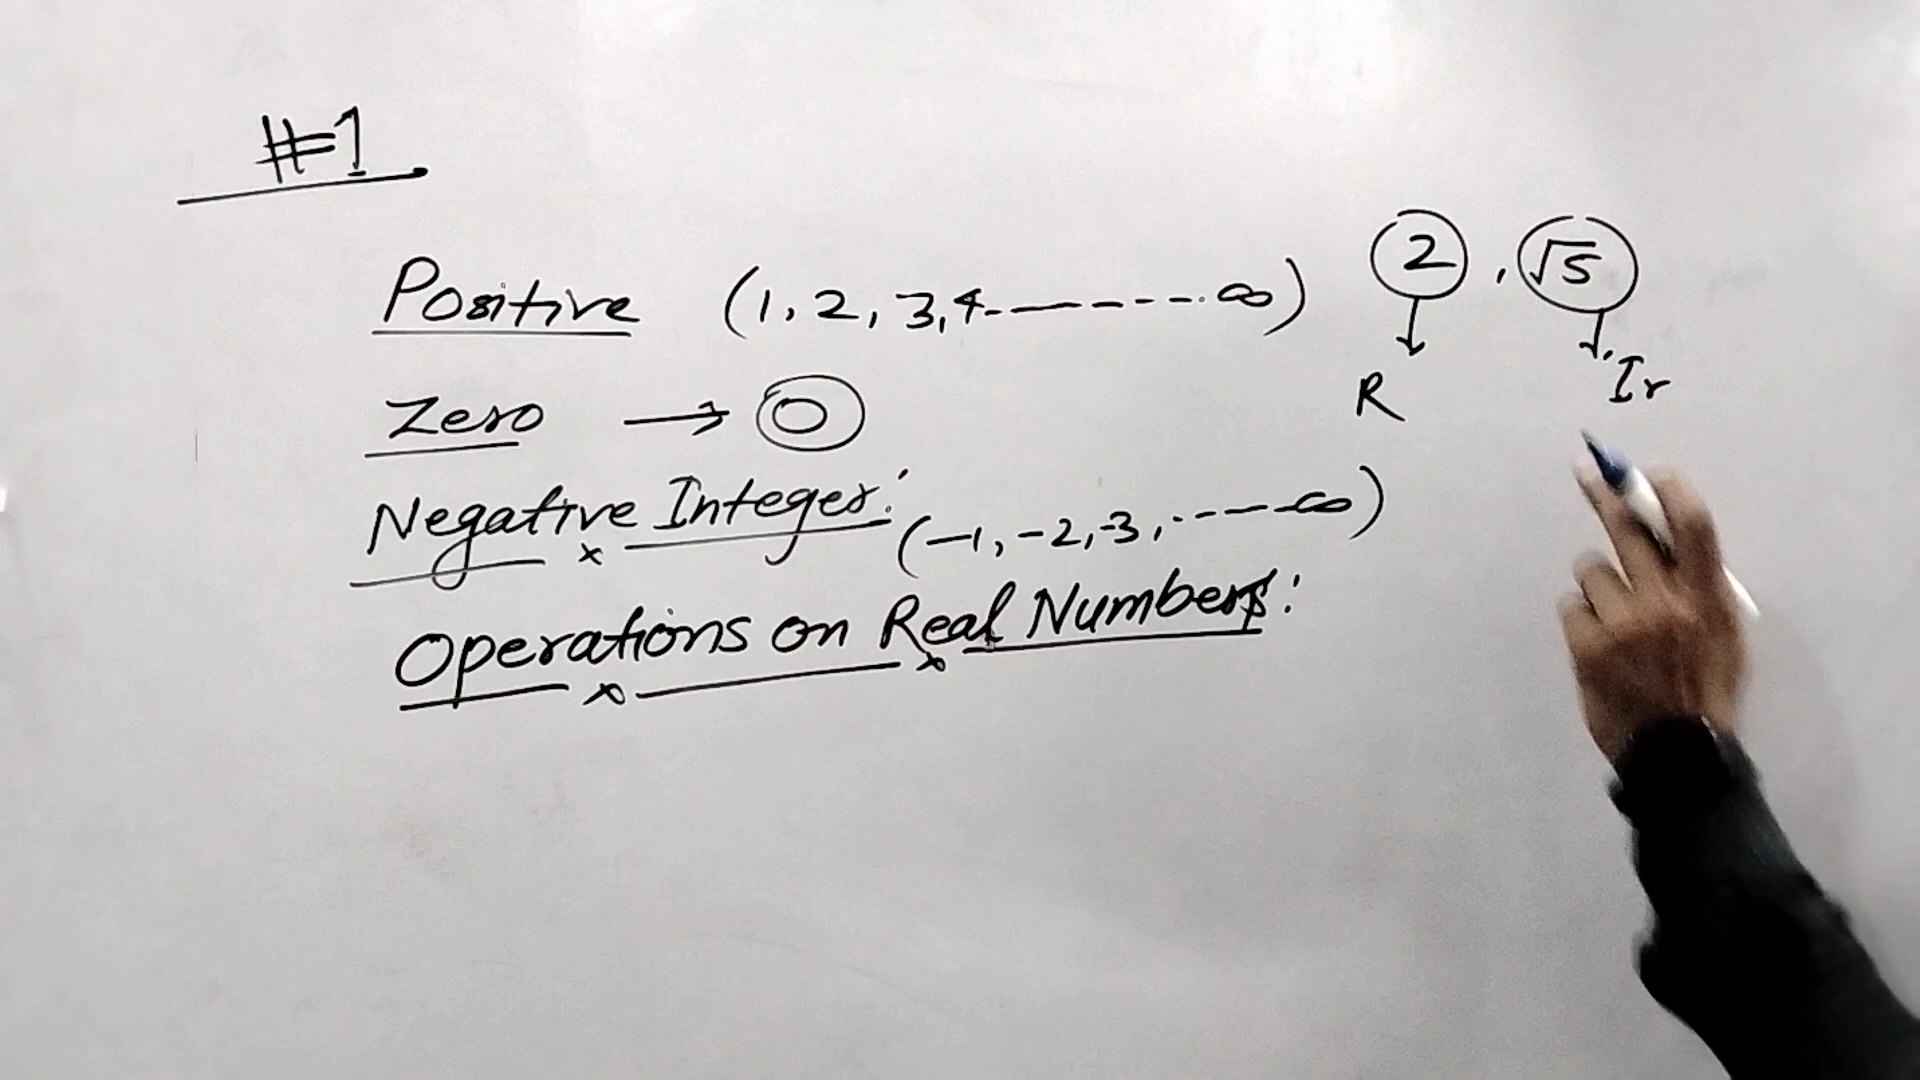 #1
Positive (1, 2, 3, 4.-------.∞) 2, √5
R Ir
Zero → 0
Negative Integer: (-1, -2, -3, .-----∞)
Operations on Real Numbers: